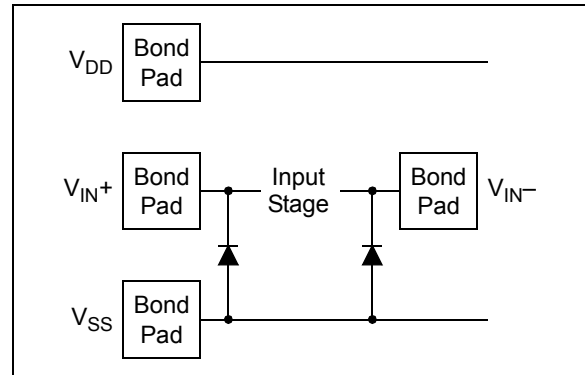 V_DD Bond
Pad
V_IN+ Bond
Pad
Input
Stage
Bond
Pad V_IN–
V_SS Bond
Pad